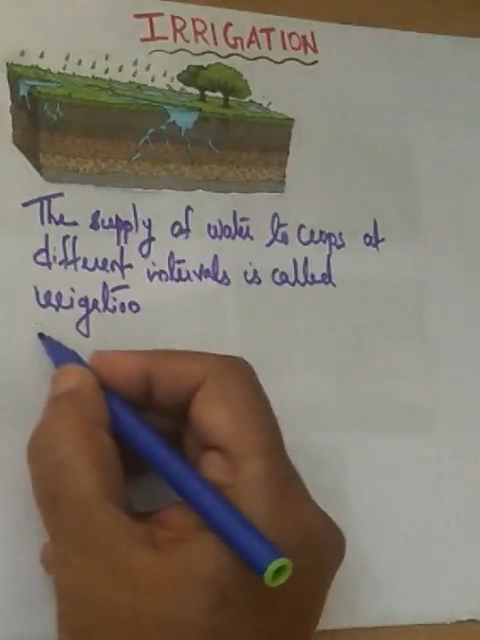 IRRIGATION
The supply of water to crops at
different intervals is called
irrigation